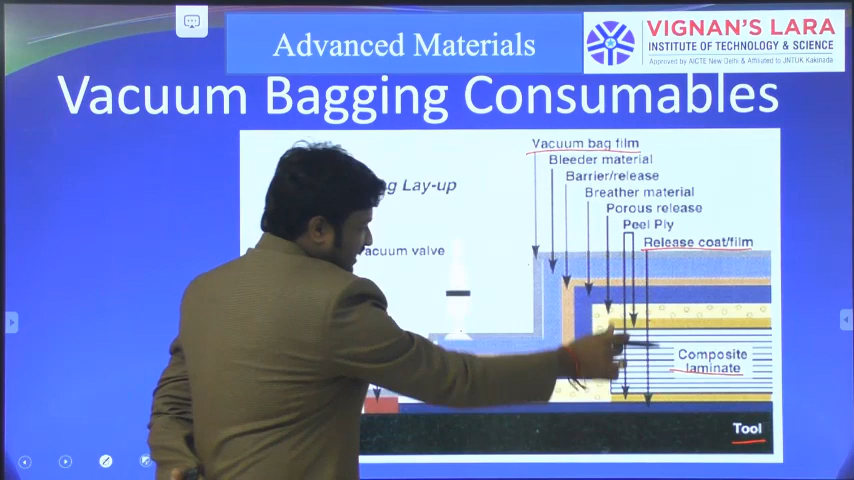 Advanced Materials
VIGNAN'S LARA
INSTITUTE OF TECHNOLOGY & SCIENCE
Approved by AICTE New Delhi & Affiliated to JNTUK Kakinada
Vacuum Bagging Consumables
Vacuum bag film
Bleeder material
Barrier/release
Breather material
Porous release
Peel Ply
Release coat/film
Lay-up
valve
Composite
laminate
Tool